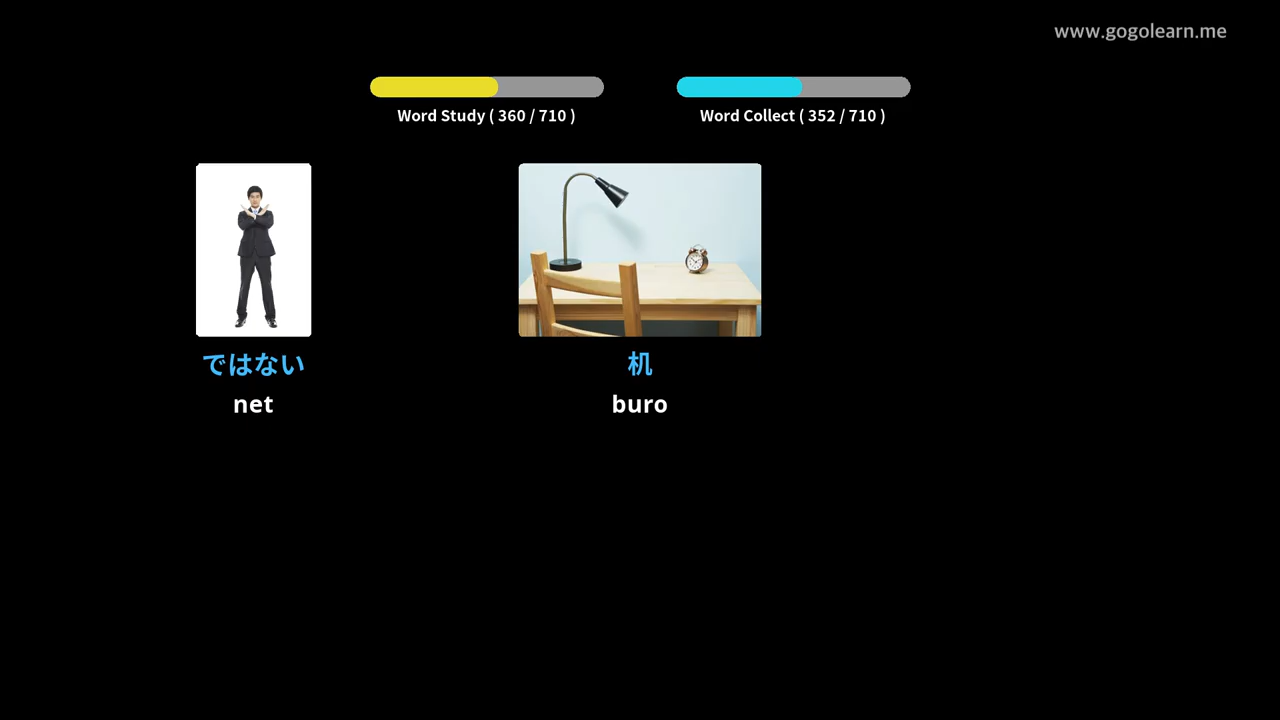 www.gogolearn.me
Word Study ( 360 / 710 )
Word Collect ( 352 / 710 )
ではない
net
机
buro